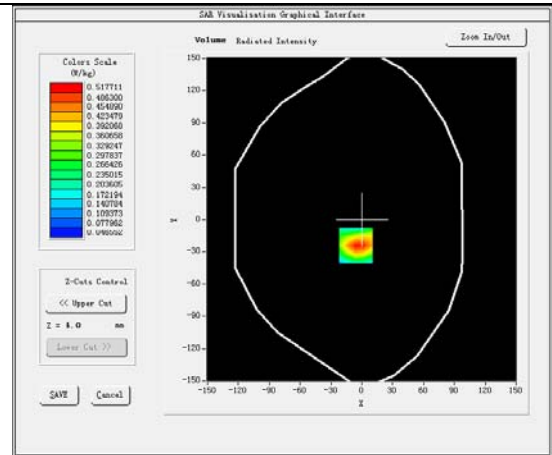 SAR Visualisation Graphical Interface
Volume Radiated Intensity
Zoom In/Out
Colors Scale
(W/kg)
0.517711
0.486300
0.454890
0.423479
0.392068
0.360658
0.329247
0.297837
0.266426
0.235015
0.203605
0.172194
0.140784
0.109373
0.077962
0.046552
Z-Cuts Control
<< Upper Cut
Z = 4.0 mm
Lower Cut >>
SAVE Cancel
150
120
90
60
30
0
-30
-60
-90
-120
-150
Y
-150 -120 -90 -60 -30 0 30 60 90 120 150
X